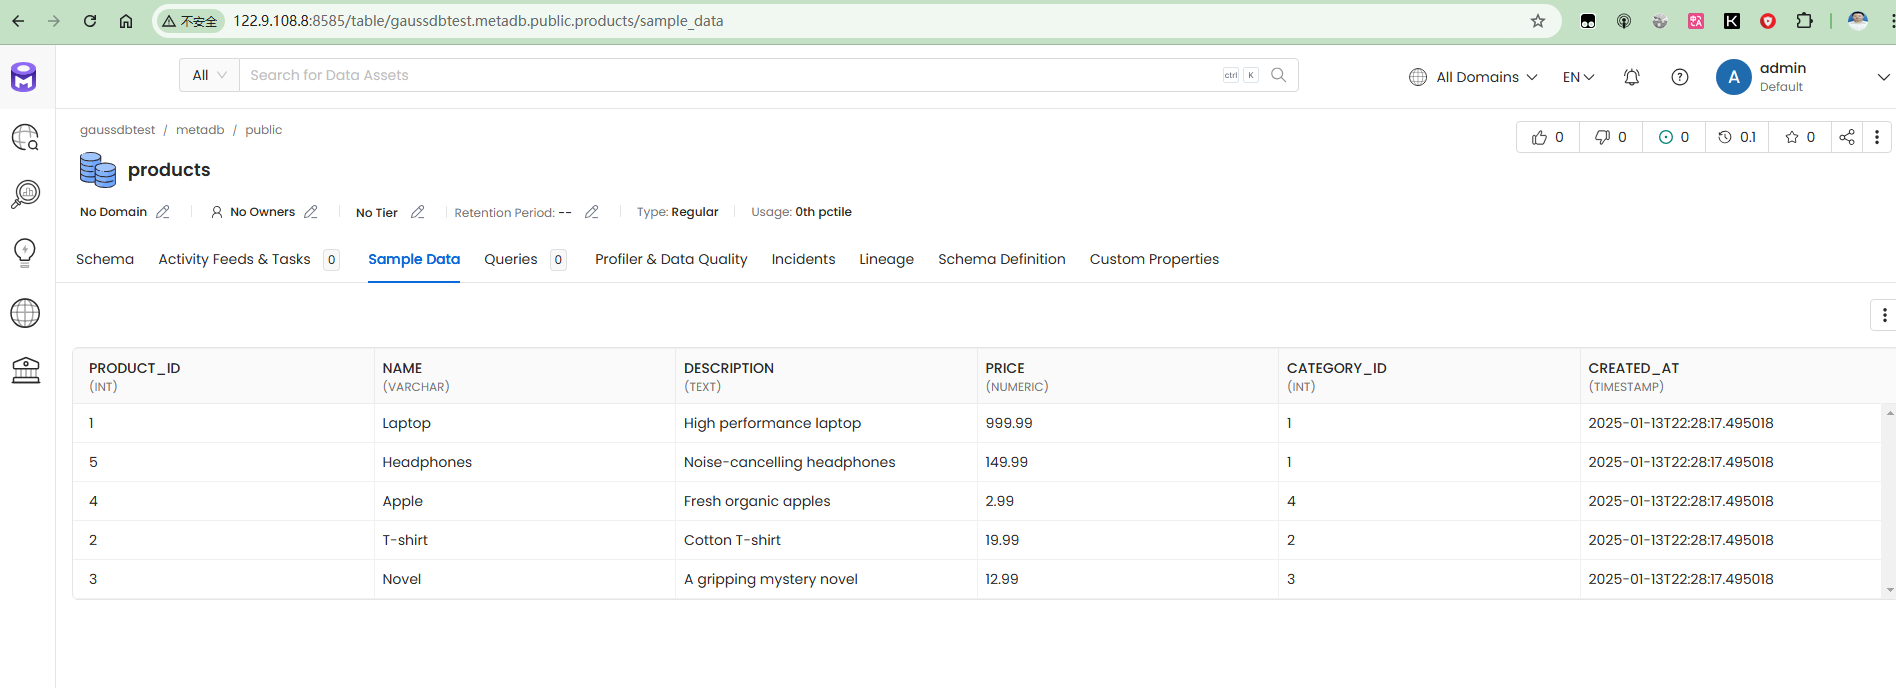 不安全 122.9.108.8:8585/table/gaussdbtest.metadb.public.products/sample_data
All Search for Data Assets ctrl K All Domains EN A admin
Default
gaussdbtest / metadb / public
0 0 0 0.1 0
products
No Domain No Owners No Tier Retention Period: -- Type: Regular Usage: 0th pctile
Schema Activity Feeds & Tasks 0 Sample Data Queries 0 Profiler & Data Quality Incidents Lineage Schema Definition Custom Properties
PRODUCT_ID NAME DESCRIPTION PRICE CATEGORY_ID CREATED_AT
(INT) (VARCHAR) (TEXT) (NUMERIC) (INT) (TIMESTAMP)
1 Laptop High performance laptop 999.99 1 2025-01-13T22:28:17.495018
5 Headphones Noise-cancelling headphones 149.99 1 2025-01-13T22:28:17.495018
4 Apple Fresh organic apples 2.99 4 2025-01-13T22:28:17.495018
2 T-shirt Cotton T-shirt 19.99 2 2025-01-13T22:28:17.495018
3 Novel A gripping mystery novel 12.99 3 2025-01-13T22:28:17.495018